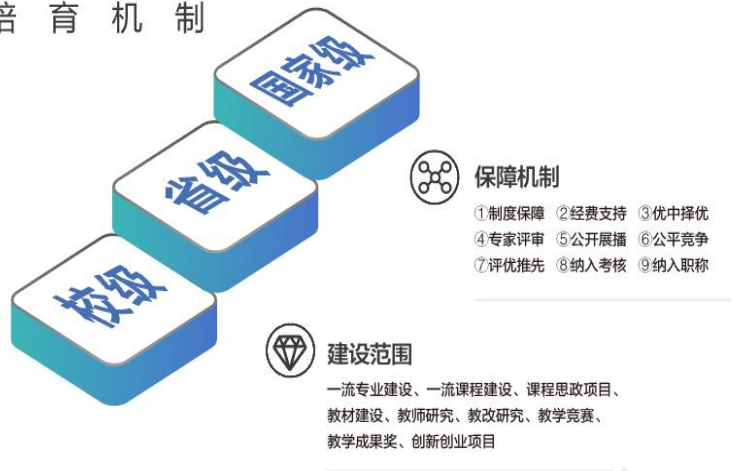 培育机制
国家级
省级
校级
保障机制
①制度保障 ②经费支持 ③优中择优
④专家评审 ⑤公开展播 ⑥公平竞争
⑦评优推先 ⑧纳入考核 ⑨纳入职称
建设范围
一流专业建设、一流课程建设、课程思政项目、
教材建设、教师研究、教改研究、教学竞赛、
教学成果奖、创新创业项目